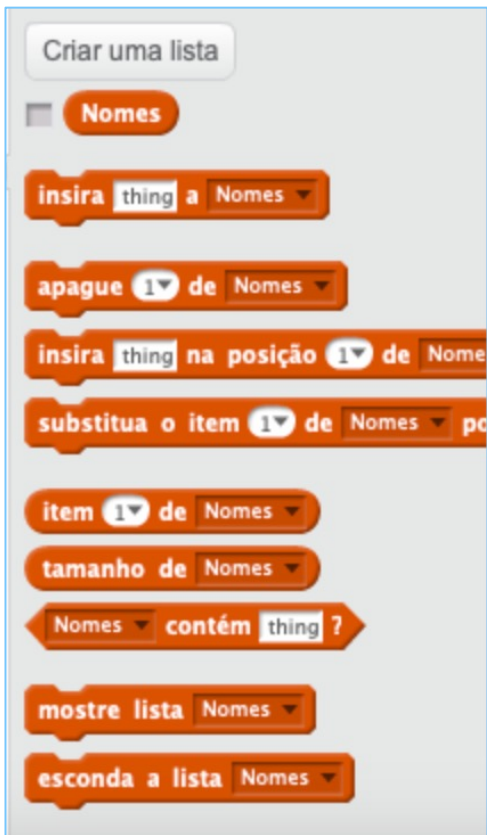 Criar uma lista
Nomes
insira thing a Nomes
apague 1 de Nomes
insira thing na posição 1 de Nome
substitua o item 1 de Nomes po
item 1 de Nomes
tamanho de Nomes
Nomes contém thing ?
mostre lista Nomes
esconda a lista Nomes